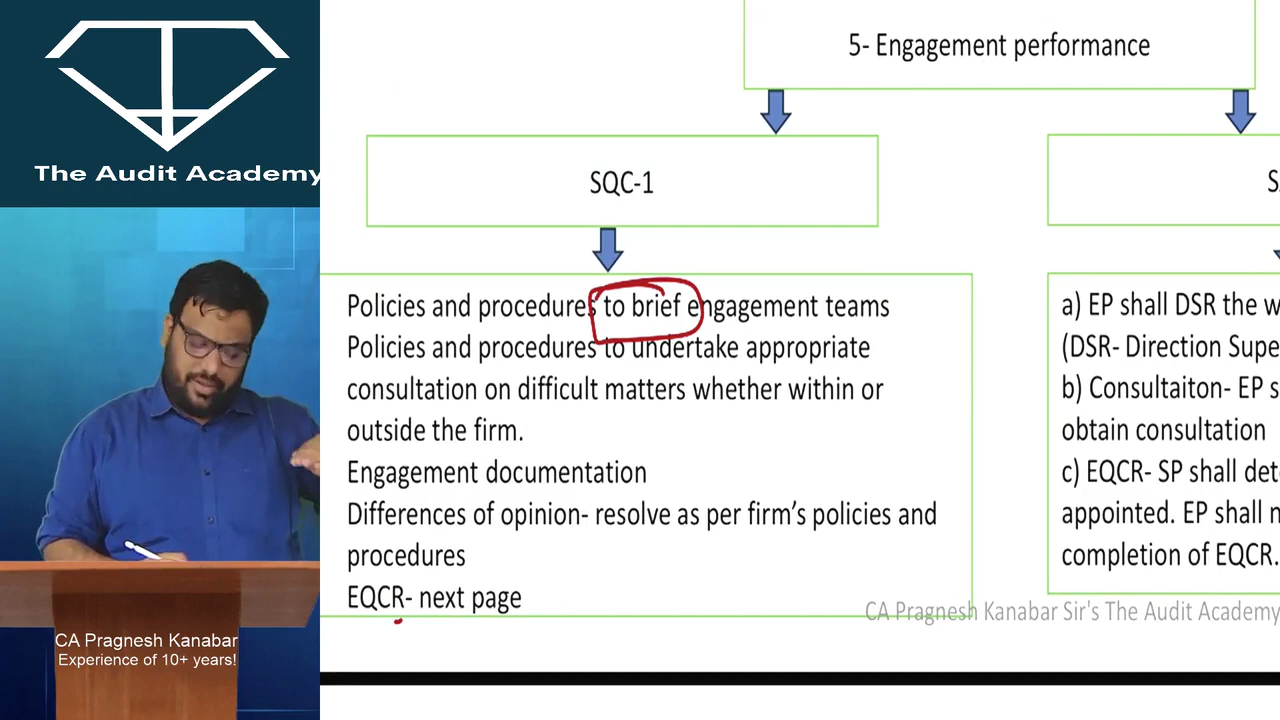 The Audit Academy
CA Pragnesh Kanabar
Experience of 10+ years!
5- Engagement performance
SQC-1
Policies and procedures to brief engagement teams
Policies and procedures to undertake appropriate
consultation on difficult matters whether within or
outside the firm.
Engagement documentation
Differences of opinion- resolve as per firm’s policies and
procedures
EQCR- next page
a) EP shall DSR the
(DSR- Direction
b) Consultaiton- EP
obtain consultation
c) EQCR- SP shall
appointed. EP shall
completion of EQCR.
CA Pragnesh Kanabar Sir's The Audit Academy